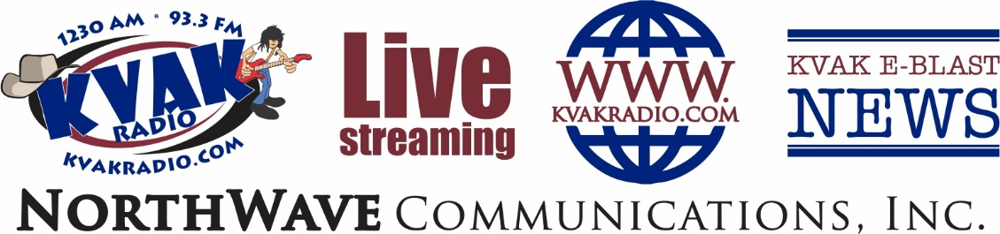 1230 AM * 93.3 FM
KVAK
RADIO
KVAKRADIO.COM
Live
streaming
WWW.
KVAKRADIO.COM
KVAK E-BLAST
NEWS
NORTHWAVE COMMUNICATIONS, INC.